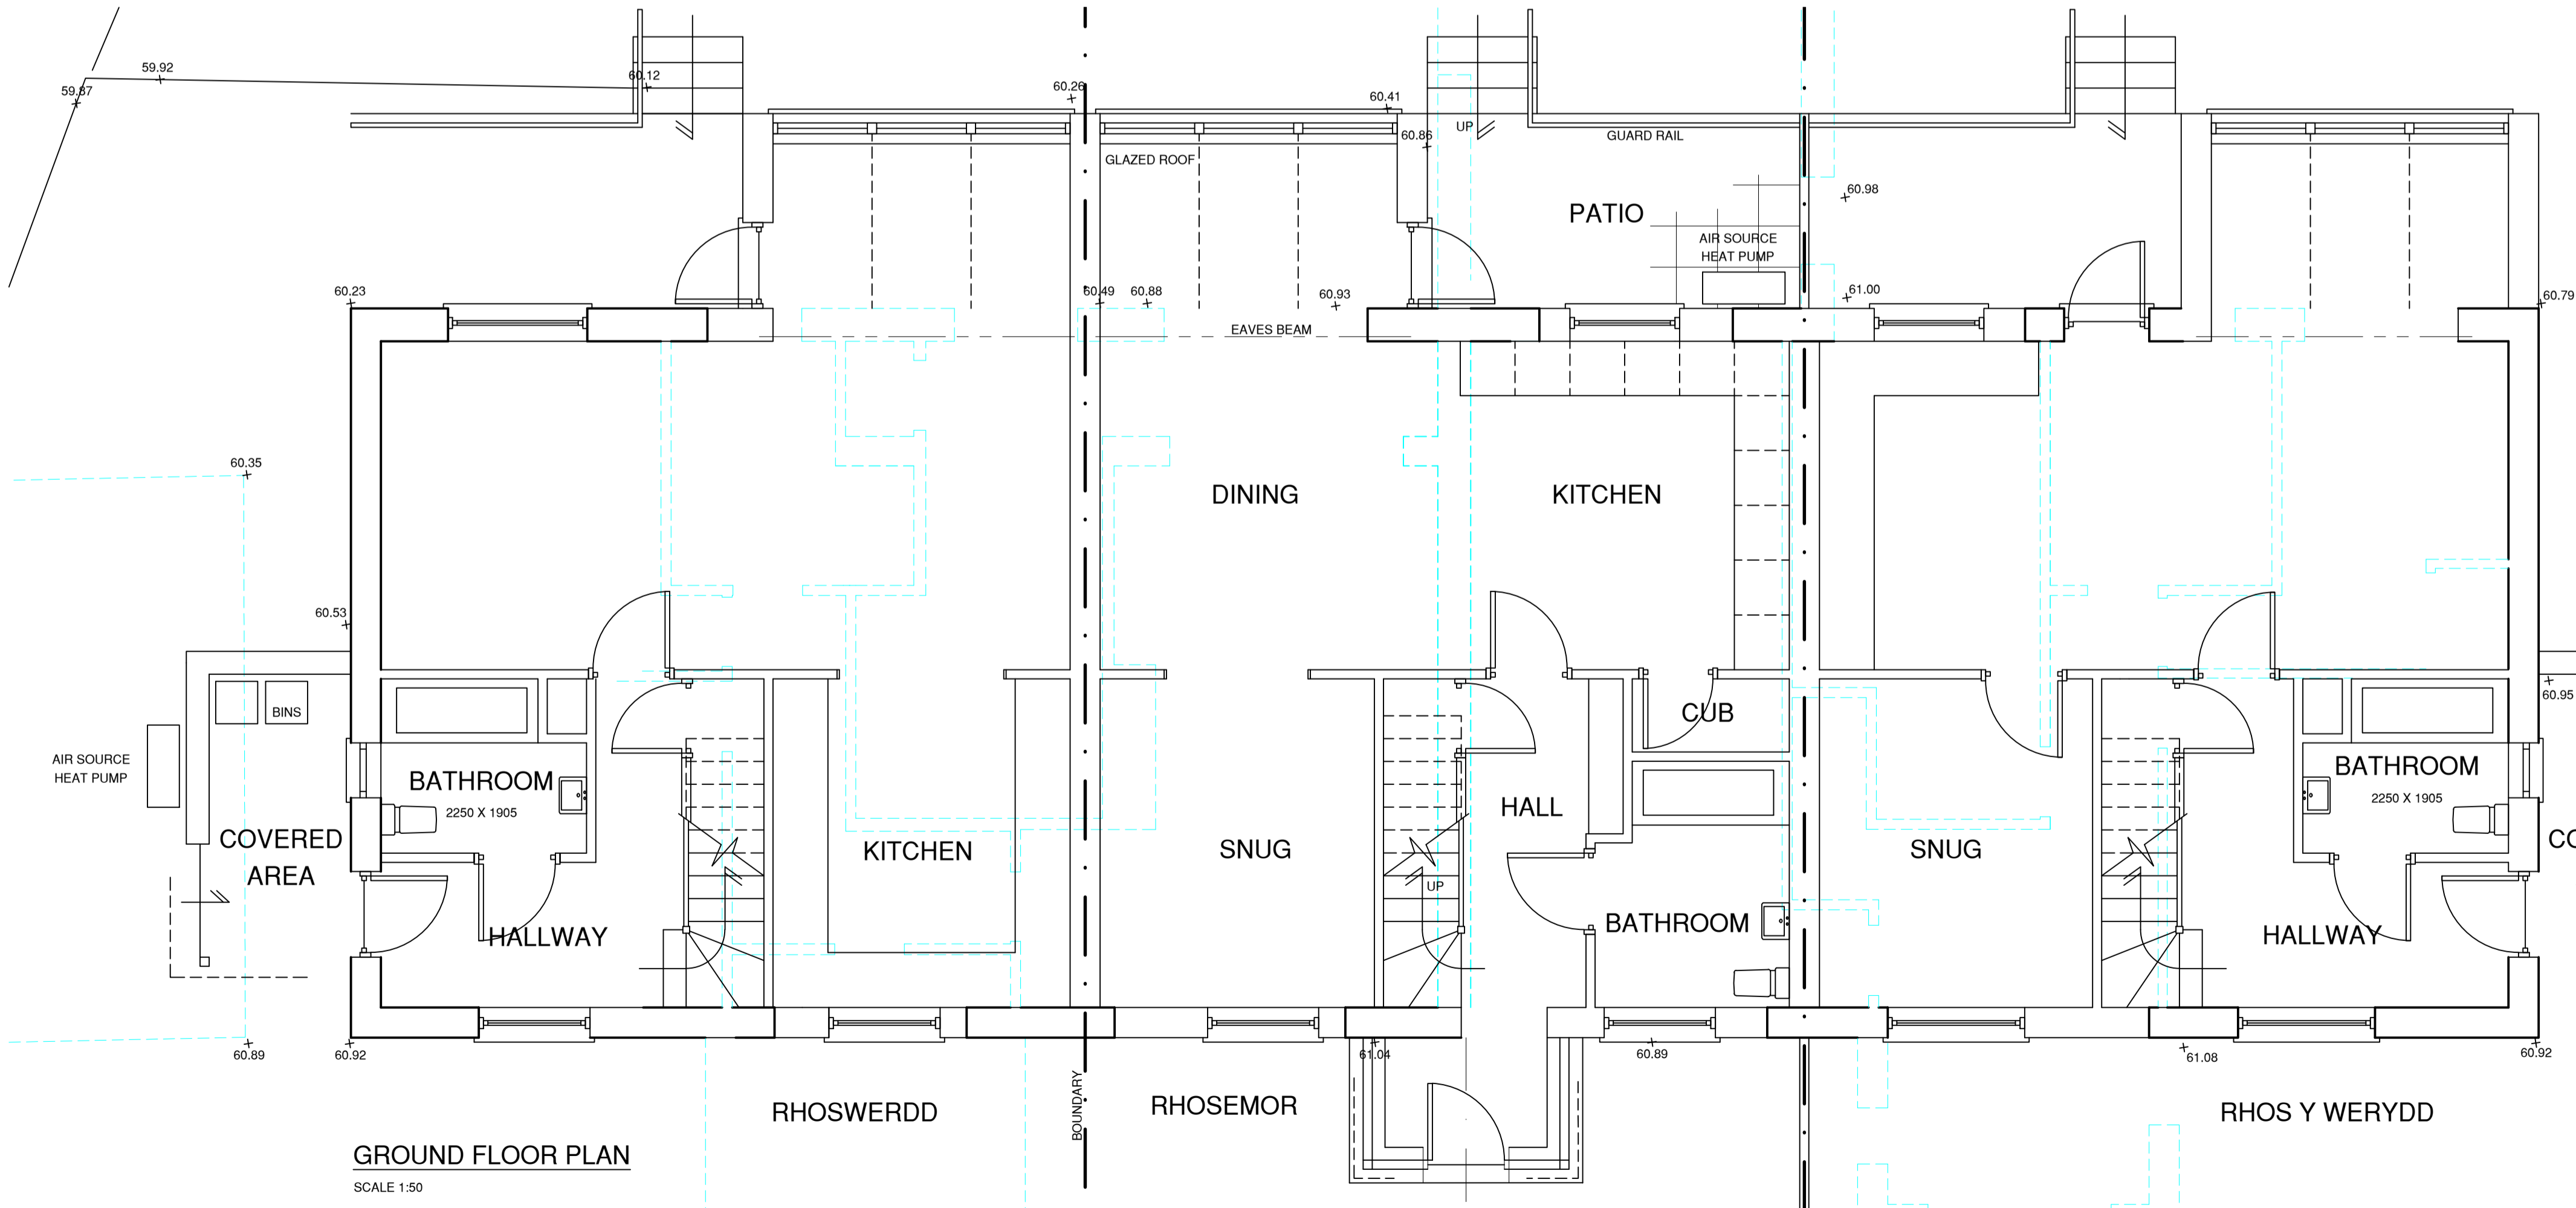 59.92
60.12
59.87
60.26
60.41
60.86
UP
GUARD RAIL
GLAZED ROOF
60.98
PATIO
AIR SOURCE
HEAT PUMP
60.23
60.49
60.88
60.93
61.00
60.79
EAVES BEAM
60.35
DINING
KITCHEN
60.53
60.95
BINS
CUB
AIR SOURCE
HEAT PUMP
BATHROOM
2250 X 1905
BATHROOM
2250 X 1905
HALL
COVERED
AREA
KITCHEN
SNUG
SNUG
CO
UP
BATHROOM
HALLWAY
HALLWAY
60.89
60.92
61.04
60.89
61.08
60.92
BOUNDARY
RHOSWERDD
RHOSEMOR
RHOS Y WERYDD
GROUND FLOOR PLAN
SCALE 1:50